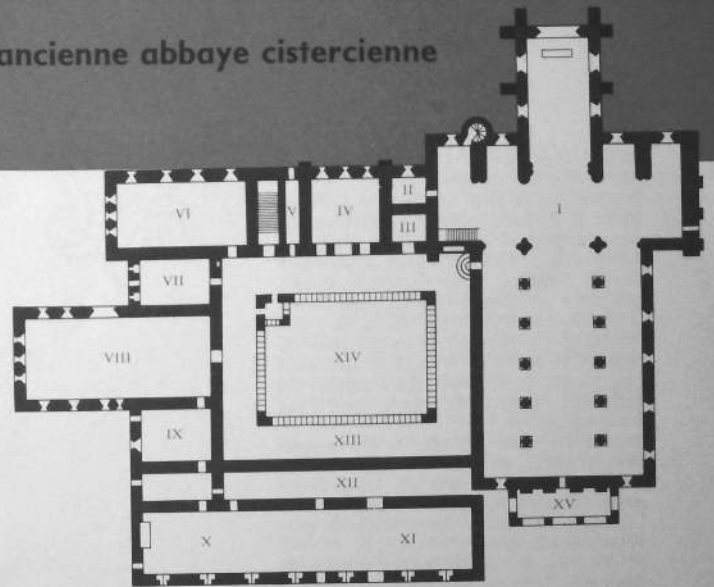 ancienne abbaye cistercienne
I
II
III
IV
V
VI
VII
VIII
IX
X
XI
XII
XIII
XIV
XV